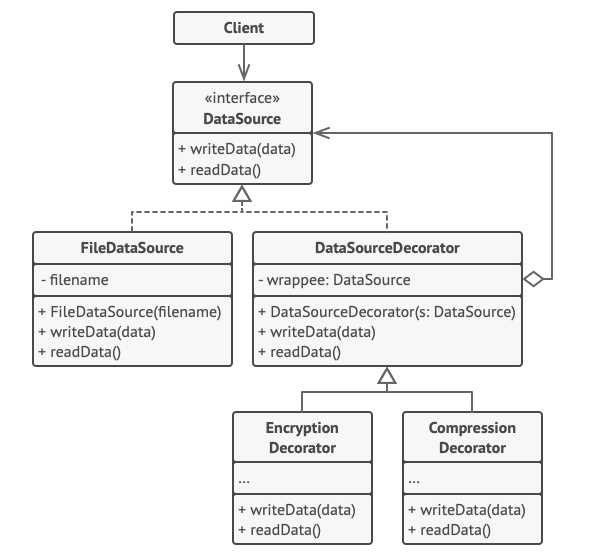 Client
«interface»
DataSource
+ writeData(data)
+ readData()
FileDataSource
- filename
+ FileDataSource(filename)
+ writeData(data)
+ readData()
DataSourceDecorator
- wrappee: DataSource
+ DataSourceDecorator(s: DataSource)
+ writeData(data)
+ readData()
Encryption
Decorator
...
+ writeData(data)
+ readData()
Compression
Decorator
...
+ writeData(data)
+ readData()